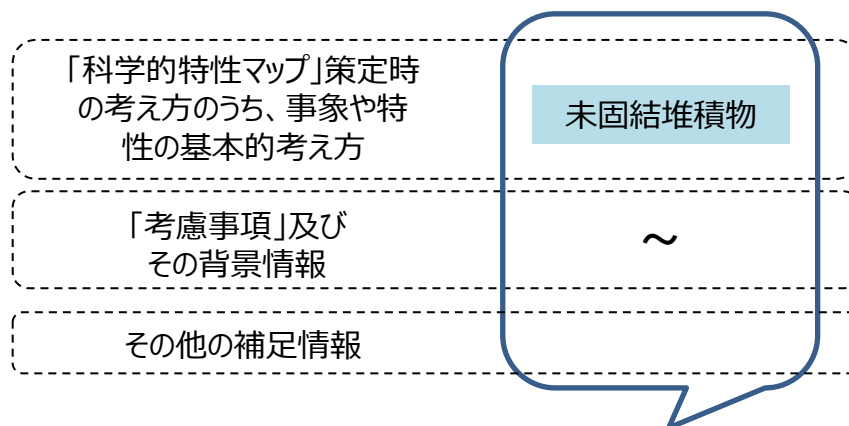 「科学的特性マップ」策定時
の考え方のうち、事象や特
性の基本的考え方
未固結堆積物
「考慮事項」及び
その背景情報
～
その他の補足情報